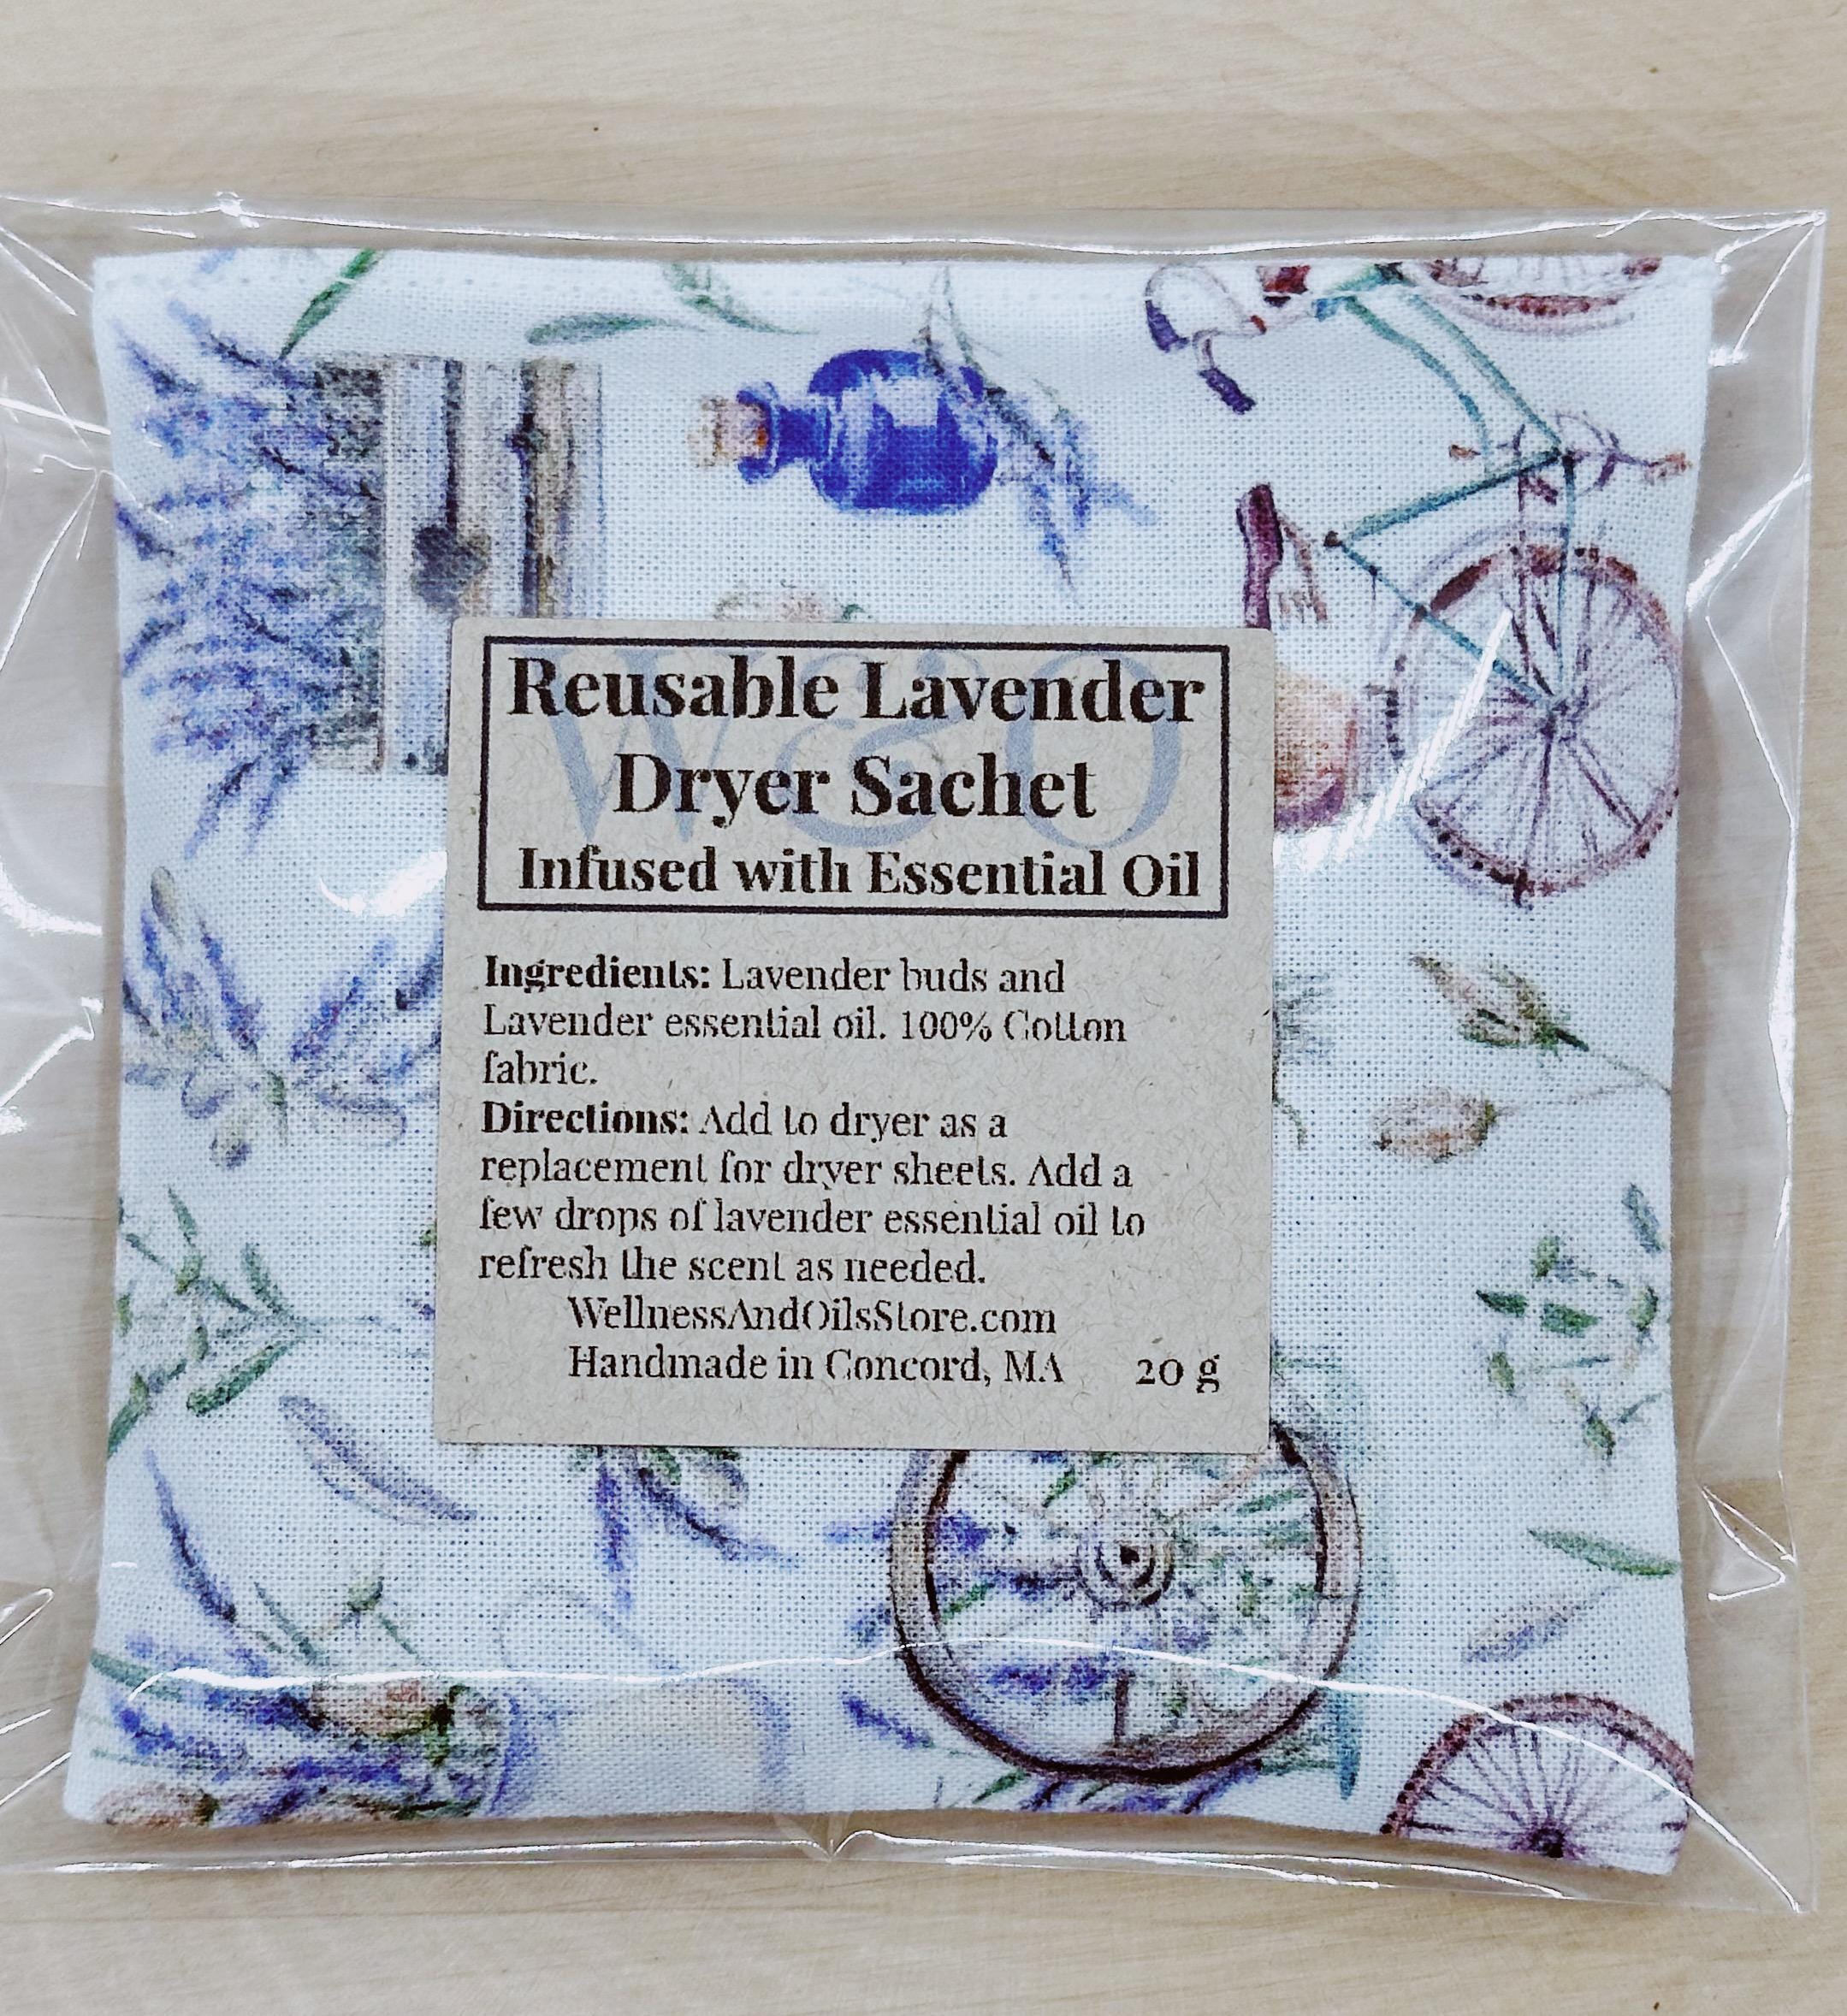 W&O
Reusable Lavender
Dryer Sachet
Infused with Essential Oil
Ingredients: Lavender buds and
Lavender essential oil. 100% Cotton
fabric.
Directions: Add to dryer as a
replacement for dryer sheets. Add a
few drops of lavender essential oil to
refresh the scent as needed.
WellnessAndOilsStore.com
Handmade in Concord, MA 20 g